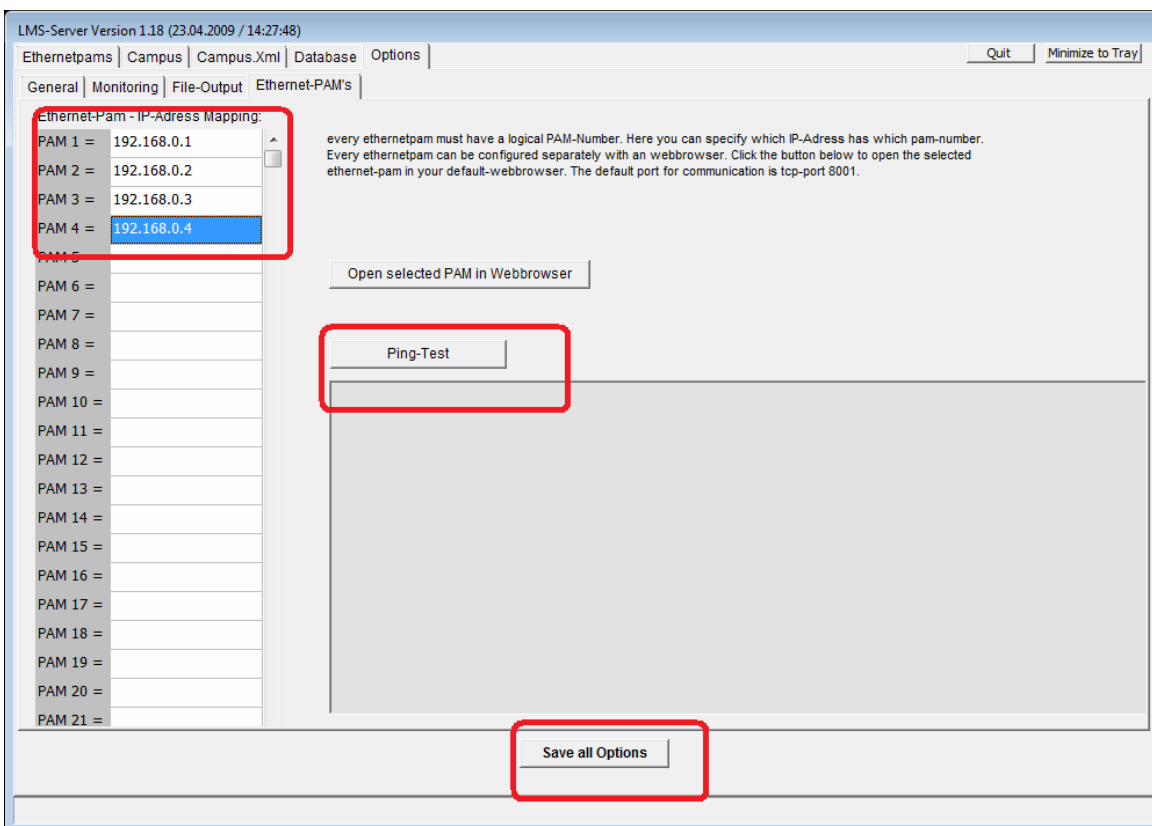 LMS-Server Version 1.18 (23.04.2009 / 14:27:48)
Ethernetpams Campus Campus.Xml Database Options Quit Minimize to Tray
General Monitoring File-Output Ethernet-PAM's
Ethernet-Pam - IP-Adress Mapping:
PAM 1 = 192.168.0.1
PAM 2 = 192.168.0.2
PAM 3 = 192.168.0.3
PAM 4 = 192.168.0.4
PAM 5
PAM 6 =
PAM 7 =
PAM 8 =
PAM 9 =
PAM 10 =
PAM 11 =
PAM 12 =
PAM 13 =
PAM 14 =
PAM 15 =
PAM 16 =
PAM 17 =
PAM 18 =
PAM 19 =
PAM 20 =
PAM 21 =
every ethernetpam must have a logical PAM-Number. Here you can specify which IP-Adress has which pam-number.
Every ethernetpam can be configured separately with an webbrowser. Click the button below to open the selected
ethernet-pam in your default-webbrowser. The default port for communication is tcp-port 8001.
Open selected PAM in Webbrowser
Ping-Test
Save all Options